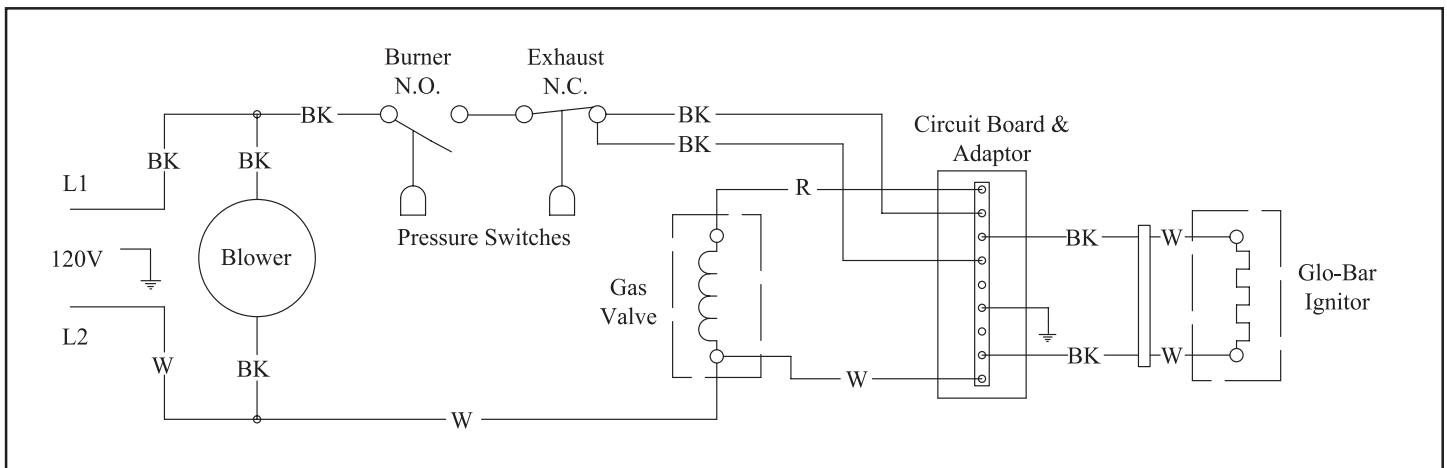 Burner
N.O.
Exhaust
N.C.
BK
BK
BK
BK
BK
Circuit Board &
Adaptor
L1
R
Pressure Switches
120V
Blower
Gas
Valve
BK
W
Glo-Bar
Ignitor
L2
W
BK
W
BK
W
W